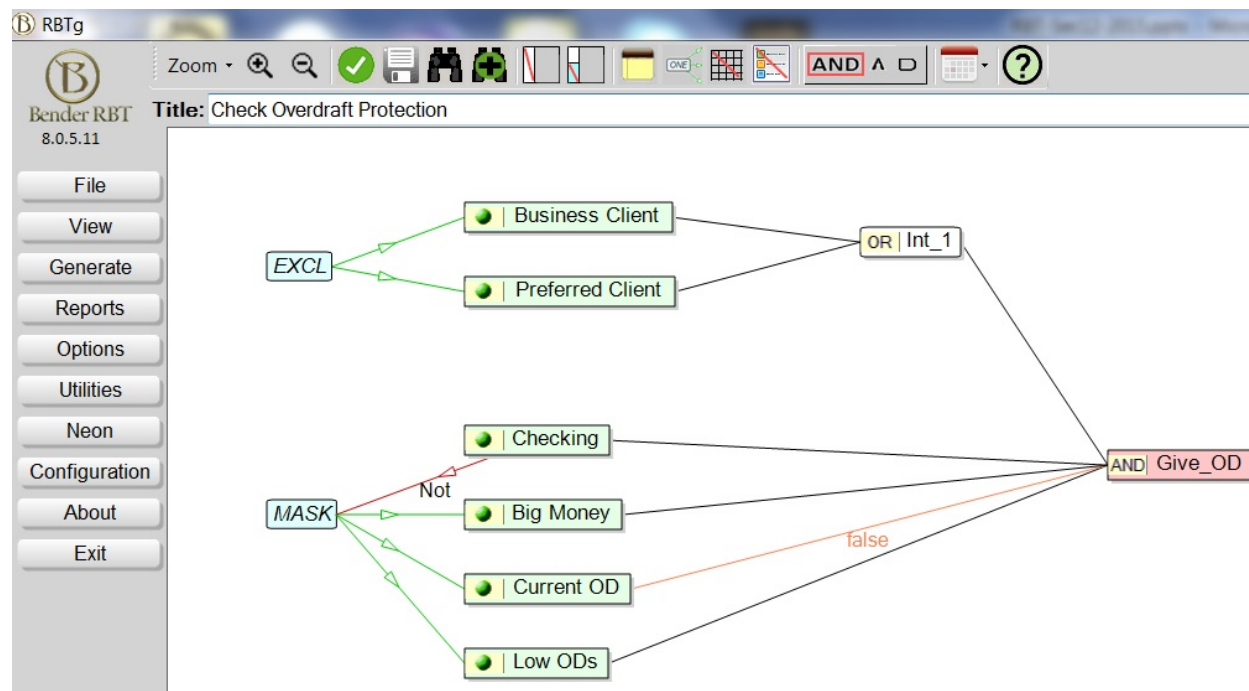 RBTg
Zoom
AND ∧
Bender RBT
8.0.5.11
Title: Check Overdraft Protection
File
View
Generate
Reports
Options
Utilities
Neon
Configuration
About
Exit
Business Client
OR Int_1
EXCL
Preferred Client
Checking
AND Give_OD
Not
MASK
Big Money
false
Current OD
Low ODs
ONE